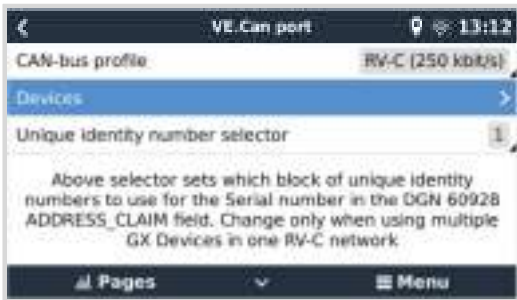 VE.Can port 13:12
CAN-bus profile RV-C (250 kbit/s)
Devices
Unique identity number selector 1
Above selector sets which block of unique identity
numbers to use for the Serial number in the DGN 60928
ADDRESS_CLAIM field. Change only when using multiple
GX Devices in one RV-C network
Pages Menu